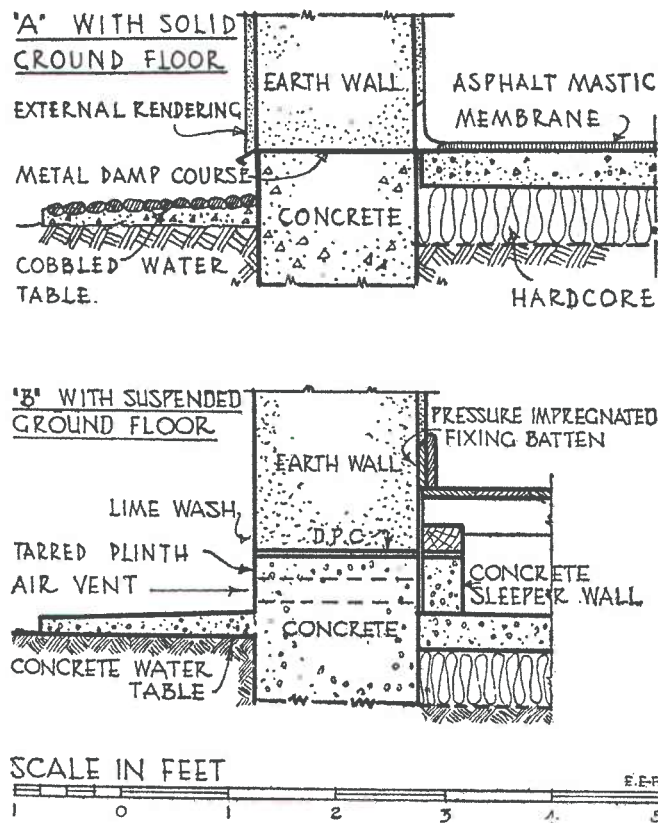 "A" WITH SOLID
GROUND FLOOR
EXTERNAL RENDERING
EARTH WALL
ASPHALT MASTIC
MEMBRANE
METAL DAMP COURSE
CONCRETE
COBBLED WATER
TABLE.
HARDCORE
"B" WITH SUSPENDED
GROUND FLOOR
PRESSURE IMPREGNATED
FIXING BATTEN
EARTH WALL
LIME WASH
D.P.C
TARRED PLINTH
AIR VENT
CONCRETE
SLEEPER WALL
CONCRETE
CONCRETE WATER
TABLE
SCALE IN FEET
1 0 1 2 3 4 5